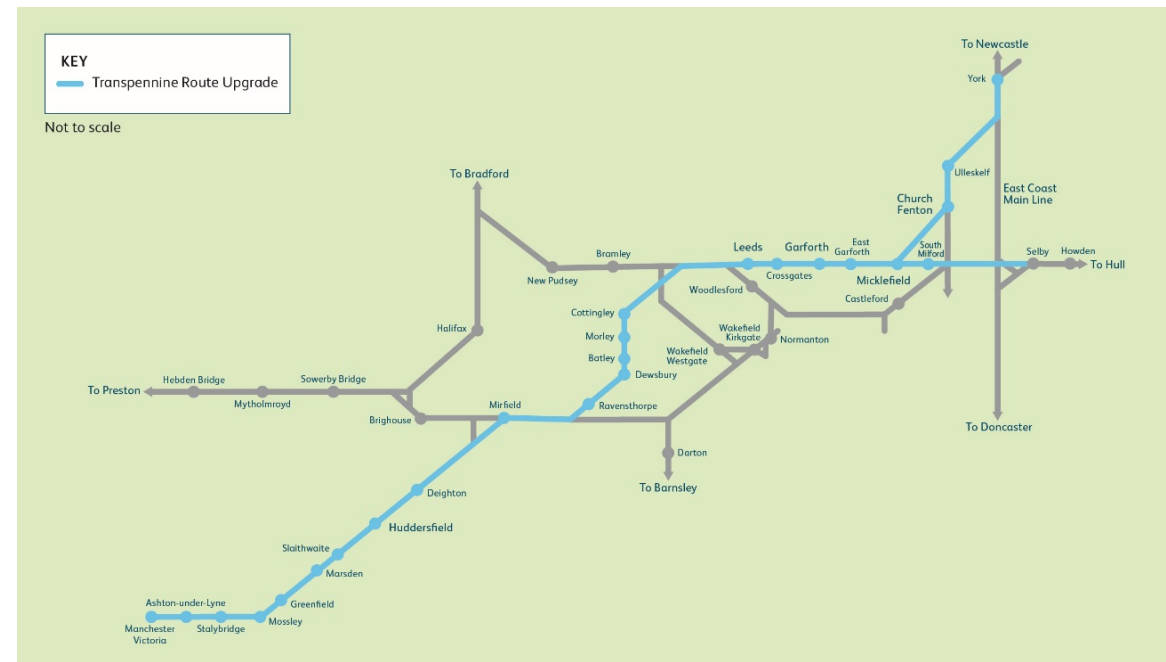 KEY
Transpennine Route Upgrade
Not to scale
To Newcastle
York
Ulleskelf
East Coast
Main Line
Church
Fenton
To Bradford
Bramley
New Pudsey
Leeds
Garforth
East
Garforth
South
Milford
Selby
Howden
To Hull
Crossgates
Micklefield
Woodlesford
Castleford
Cottingley
Morley
Batley
Dewsbury
Ravensthorpe
Wakefield
Kirkgate
Normanton
Wakefield
Westgate
Halifax
To Preston
Hebden Bridge
Mytholmroyd
Sowerby Bridge
Brighouse
Mirfield
To Doncaster
Darton
To Barnsley
Deighton
Huddersfield
Slaithwaite
Marsden
Greenfield
Ashton-under-Lyne
Mossley
Stalybridge
Manchester
Victoria